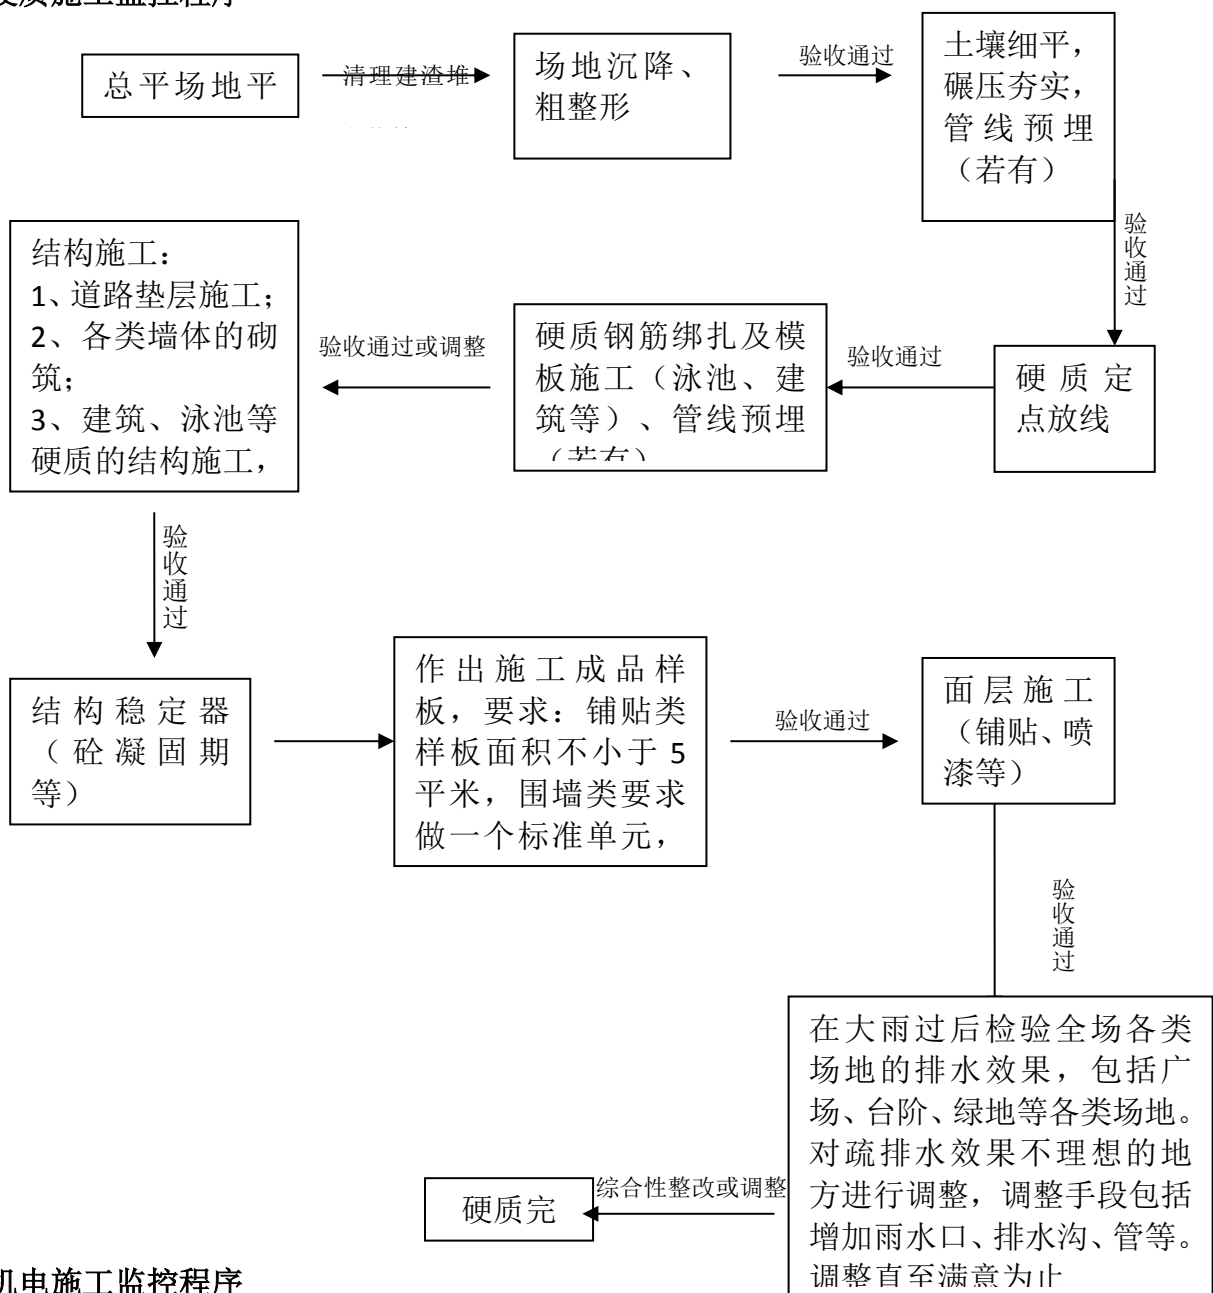 硬质施工监控程序
总平场地平
清理建渣堆
场地沉降、
粗整形
验收通过
土壤细平，
碾压夯实，
管线预埋
（若有）
验收通过
硬质定
点放线
验收通过
硬质钢筋绑扎及模
板施工（泳池、建
筑等）、管线预埋
（若有）
验收通过或调整
结构施工：
1、道路垫层施工；
2、各类墙体的砌
筑；
3、建筑、泳池等
硬质的结构施工，
验收通过
结构稳定器
（砼凝固期
等）
作出施工成品样
板，要求：铺贴类
样板面积不小于5
平米，围墙类要求
做一个标准单元，
验收通过
面层施工
（铺贴、喷
漆等）
验收通过
在大雨过后检验全场各类
场地的排水效果，包括广
场、台阶、绿地等各类场地。
对疏排水效果不理想的地
方进行调整，调整手段包括
增加雨水口、排水沟、管等。
调整直至满意为止
综合性整改或调整
硬质完
机电施工监控程序